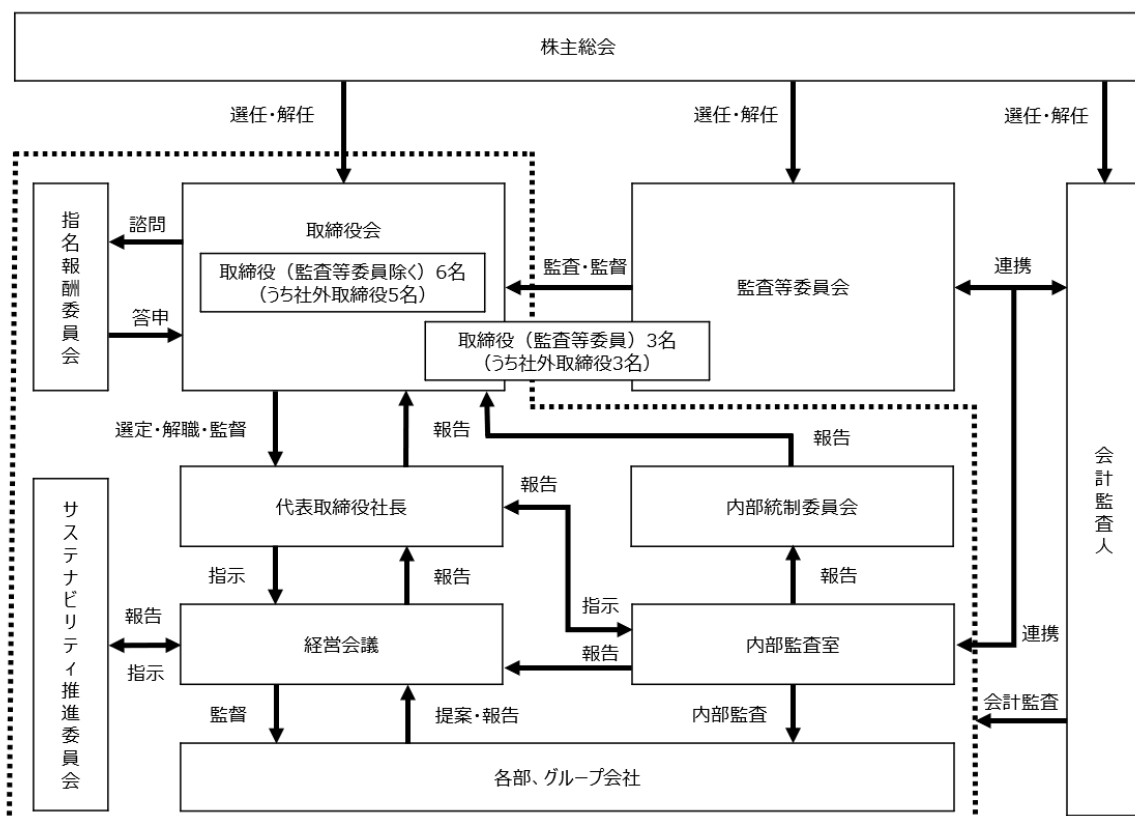 株主総会
選任・解任
選任・解任
選任・解任
指名報酬委員会
諮問
答申
取締役会
取締役（監査等委員除く）6名
（うち社外取締役5名）
監査・監督
監査等委員会
取締役（監査等委員）3名
（うち社外取締役3名）
連携
会計監査人
選定・解職・監督
報告
報告
代表取締役社長
報告
内部統制委員会
サステナビリティ推進委員会
指示
報告
報告
指示
報告
指示
経営会議
報告
内部監査室
連携
監督
提案・報告
内部監査
会計監査
各部、グループ会社